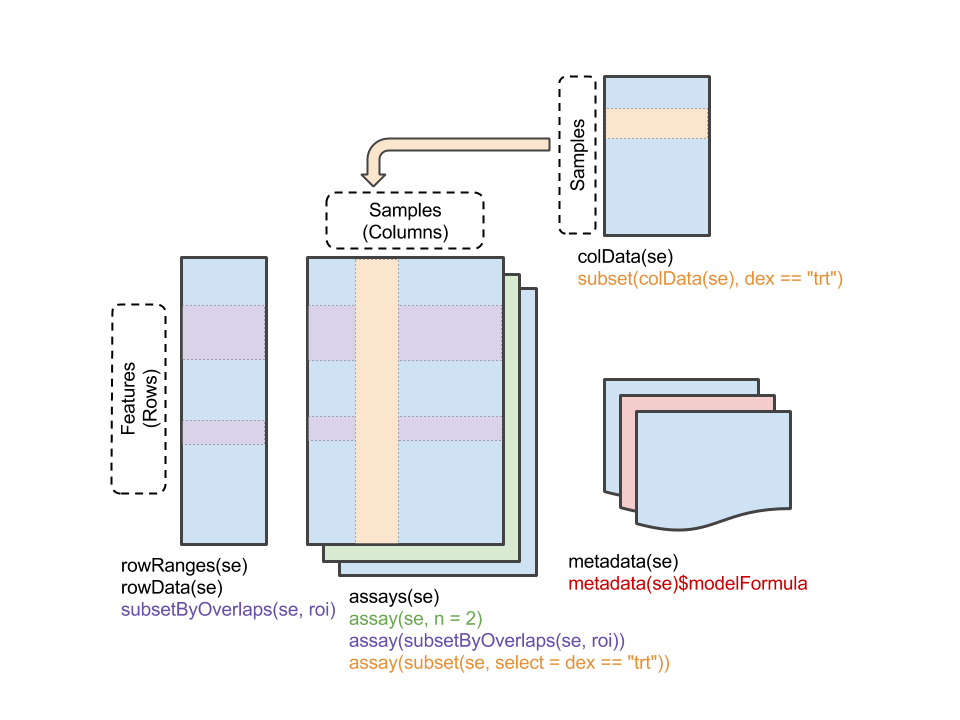 Samples
colData(se)
subset(colData(se), dex == "trt")
Samples
(Columns)
Features
(Rows)
rowRanges(se)
rowData(se)
subsetByOverlaps(se, roi)
assays(se)
assay(se, n = 2)
assay(subsetByOverlaps(se, roi))
assay(subset(se, select = dex == "trt"))
metadata(se)
metadata(se)$modelFormula